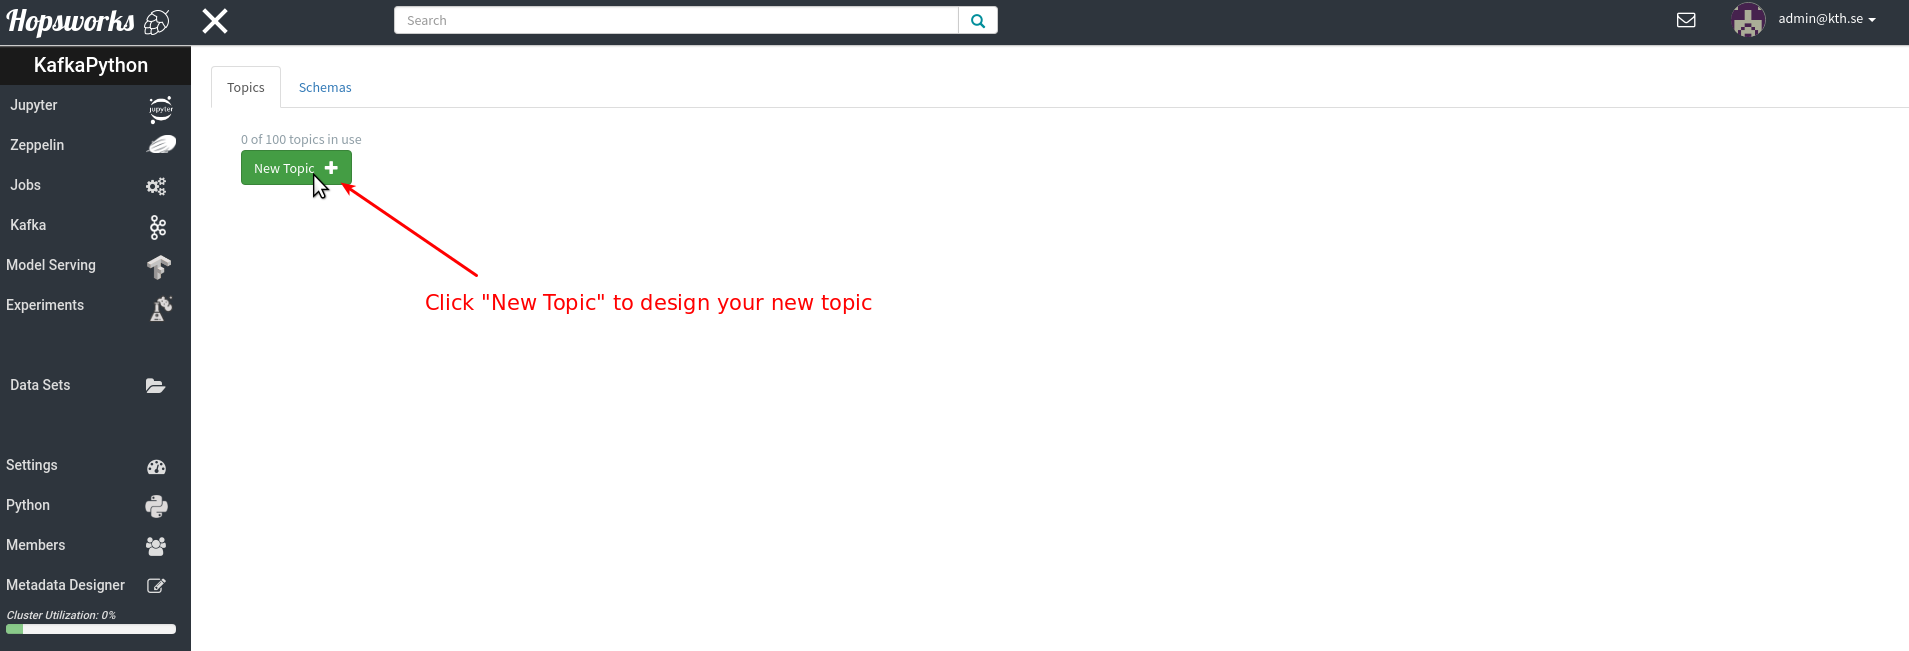 Hopsworks
Search
admin@kth.se
KafkaPython
Jupyter
jupyter
Zeppelin
Jobs
Kafka
Model Serving
Experiments
Data Sets
Settings
Python
Members
Metadata Designer
Cluster Utilization: 0%
Topics
Schemas
0 of 100 topics in use
New Topic
Click "New Topic" to design your new topic